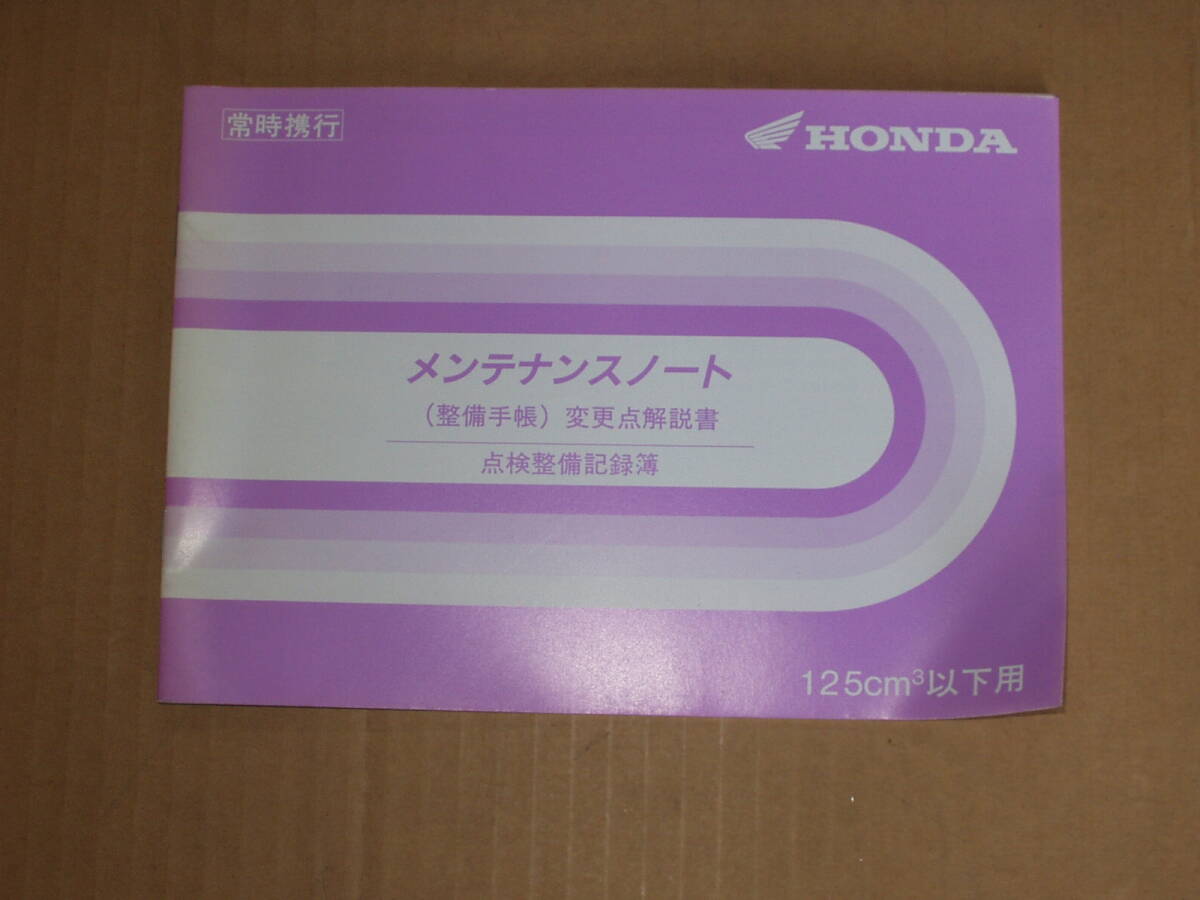 常時携行
HONDA
メンテナンスノート
（整備手帳）変更点解説書
点検整備記録簿
125cm³以下用